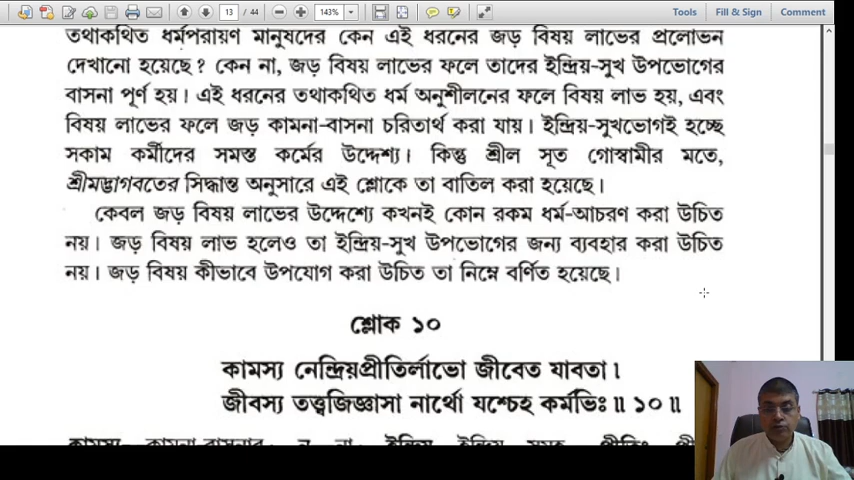 13 / 44 143% Tools Fill & Sign Comment
তথাকথিত ধর্মপরায়ণ মানুষদের কেন এই ধরনের জড় বিষয় লাভের প্রলোভন
দেখানো হয়েছে? কেন না, জড় বিষয় লাভের ফলে তাদের ইন্দ্রিয়-সুখ উপভোগের
বাসনা পূর্ণ হয়। এই ধরনের তথাকথিত ধর্ম অনুশীলনের ফলে বিষয় লাভ হয়, এবং
বিষয় লাভের ফলে জড় কামনা-বাসনা চরিতার্থ করা যায়। ইন্দ্রিয়-সুখভোগই হচ্ছে
সকাম কর্মীদের সমস্ত কর্মের উদ্দেশ্য। কিন্তু শ্রীল সূত গোস্বামীর মতে,
শ্রীমদ্ভাগবতের সিদ্ধান্ত অনুসারে এই শ্লোকে তা বাতিল করা হয়েছে।
কেবল জড় বিষয় লাভের উদ্দেশ্যে কখনই কোন রকম ধর্ম-আচরণ করা উচিত
নয়। জড় বিষয় লাভ হলেও তা ইন্দ্রিয়-সুখ উপভোগের জন্য ব্যবহার করা উচিত
নয়। জড় বিষয় কীভাবে উপযোগ করা উচিত তা নিম্নে বর্ণিত হয়েছে।
শ্লোক ১০
কামস্য নেন্দ্রিয়প্রীতির্লাভো জীবেত যাবতা।
জীবস্য তত্ত্বজিজ্ঞাসা নার্থো যশ্চেহ কর্মভিঃ॥ ১০॥